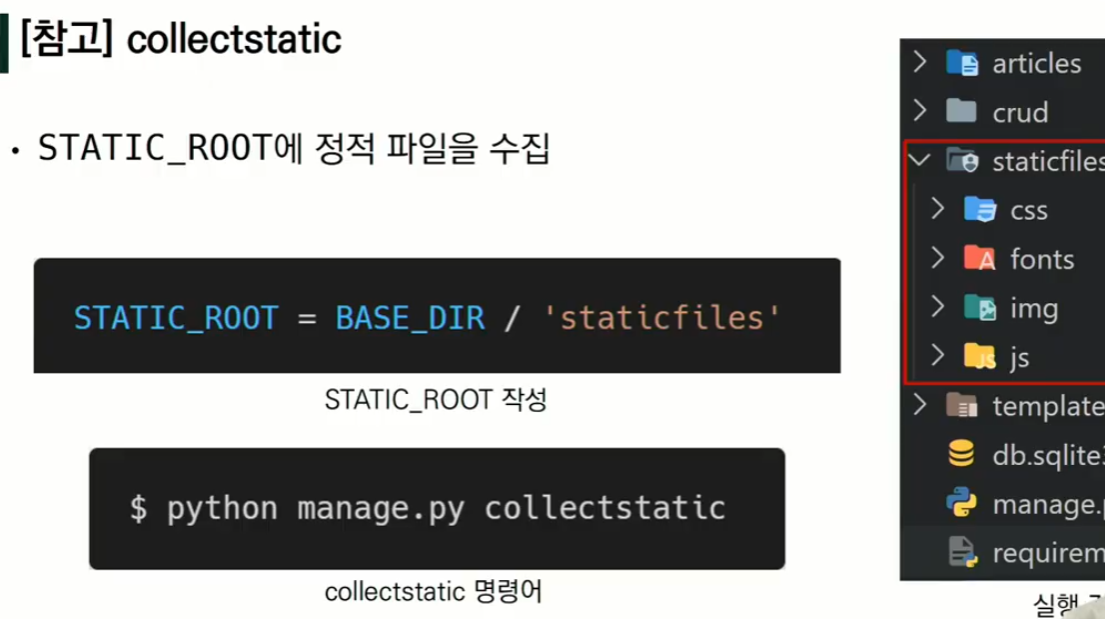 [참고] collectstatic
• STATIC_ROOT에 정적 파일을 수집
STATIC_ROOT = BASE_DIR / 'staticfiles'
STATIC_ROOT 작성
$ python manage.py collectstatic
collectstatic 명령어
articles
crud
staticfiles
css
fonts
img
js
template
db.sqlite
manage.
requirem
실행